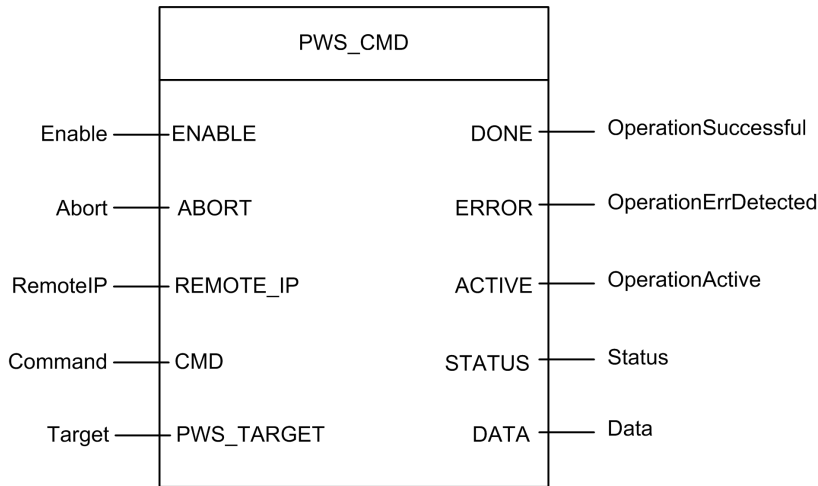 PWS_CMD
Enable ENABLE DONE OperationSuccessful
Abort ABORT ERROR OperationErrDetected
RemoteIP REMOTE_IP ACTIVE OperationActive
Command CMD STATUS Status
Target PWS_TARGET DATA Data